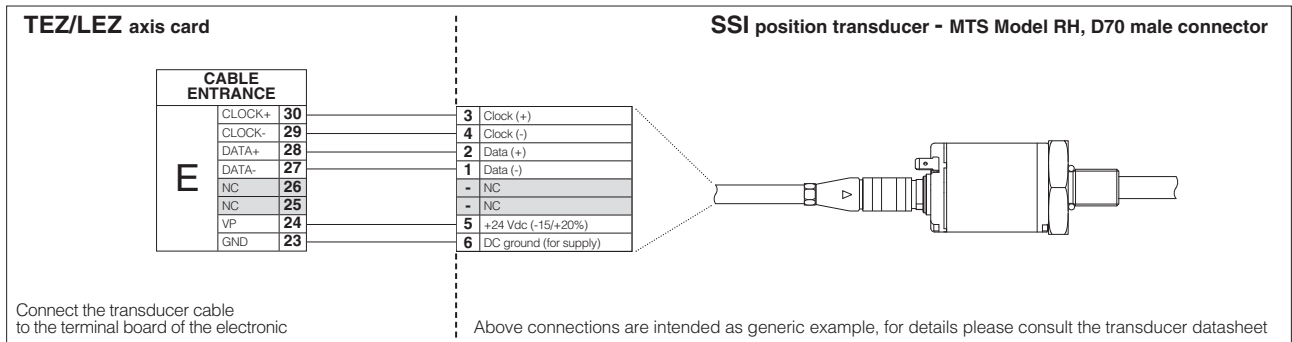 TEZ/LEZ axis card
SSI position transducer - MTS Model RH, D70 male connector
CABLE
ENTRANCE
E
CLOCK+ 30
CLOCK- 29
DATA+ 28
DATA- 27
NC 26
NC 25
VP 24
GND 23
3 Clock (+)
4 Clock (-)
2 Data (+)
1 Data (-)
- NC
- NC
5 +24 Vdc (-15/+20%)
6 DC ground (for supply)
Connect the transducer cable
to the terminal board of the electronic
Above connections are intended as generic example, for details please consult the transducer datasheet